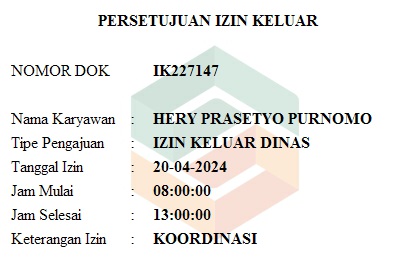 PERSETUJUAN IZIN KELUAR
NOMOR DOK IK227147
Nama Karyawan : HERY PRASETYO PURNOMO
Tipe Pengajuan : IZIN KELUAR DINAS
Tanggal Izin : 20-04-2024
Jam Mulai : 08:00:00
Jam Selesai : 13:00:00
Keterangan Izin : KOORDINASI